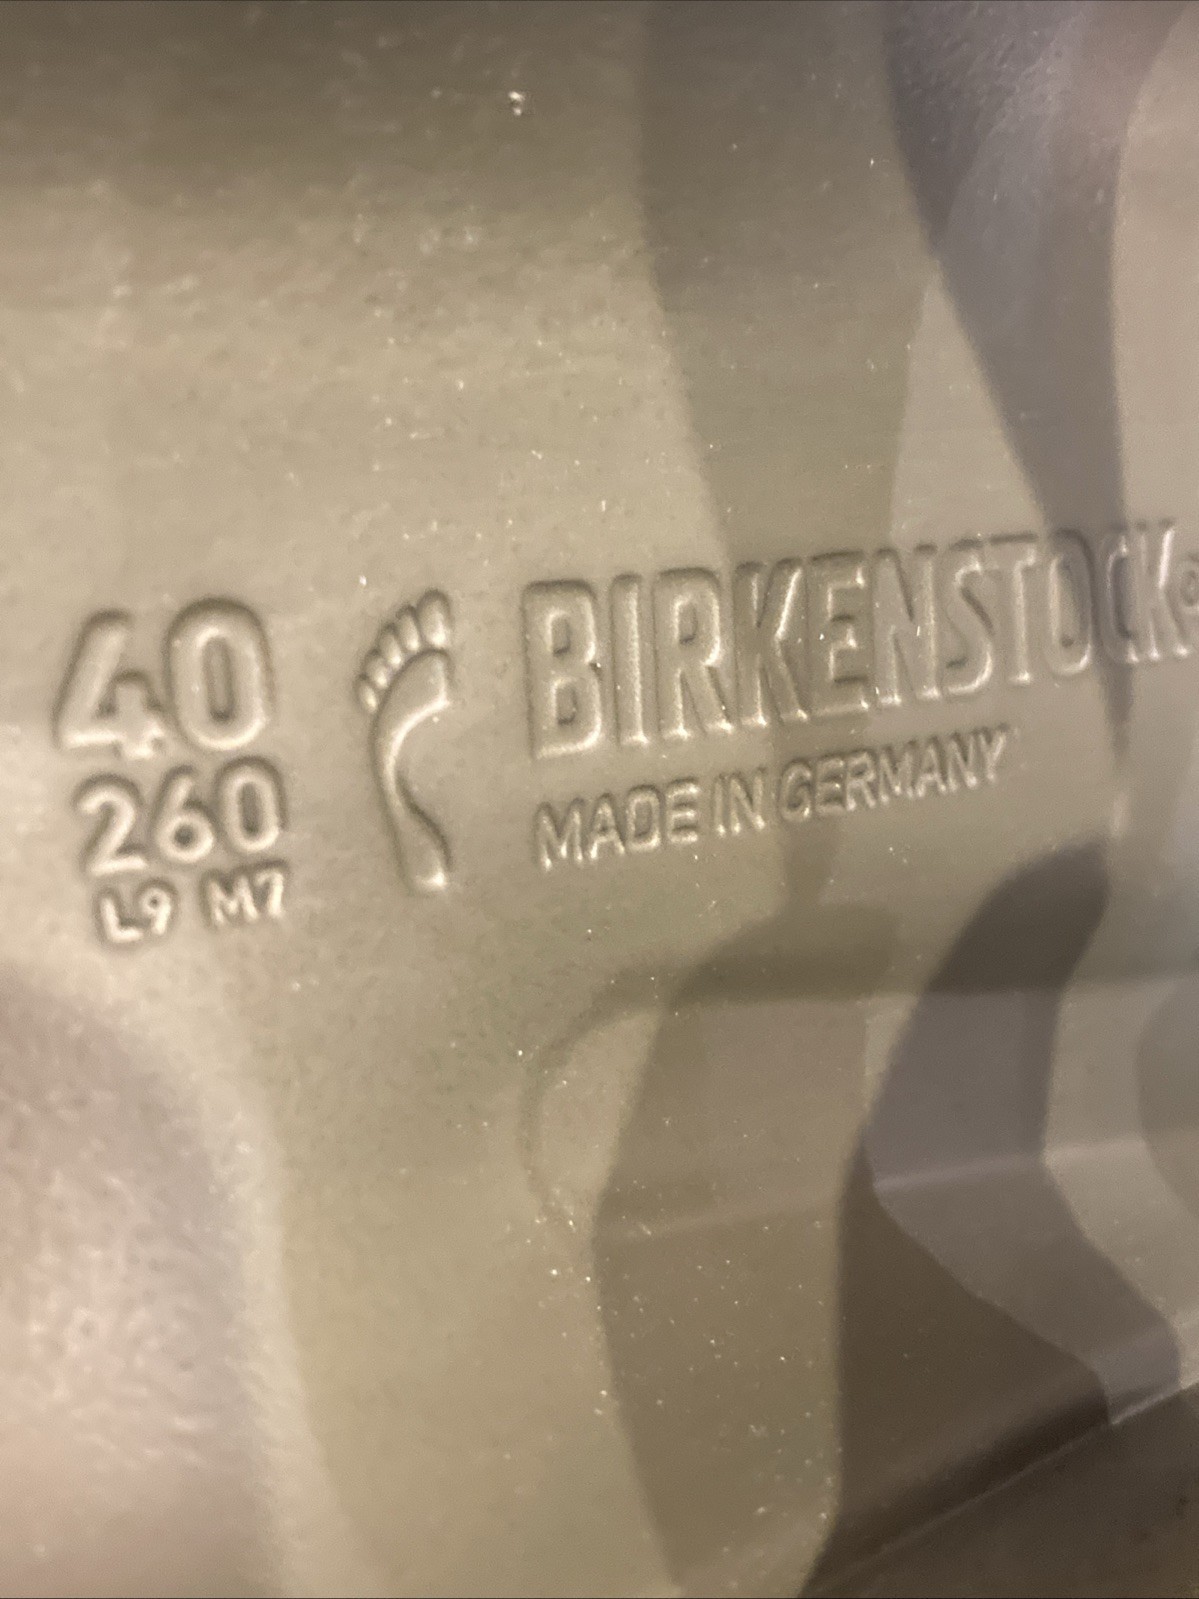 40
260
L9 M7
BIRKENSTOCK®
MADE IN GERMANY